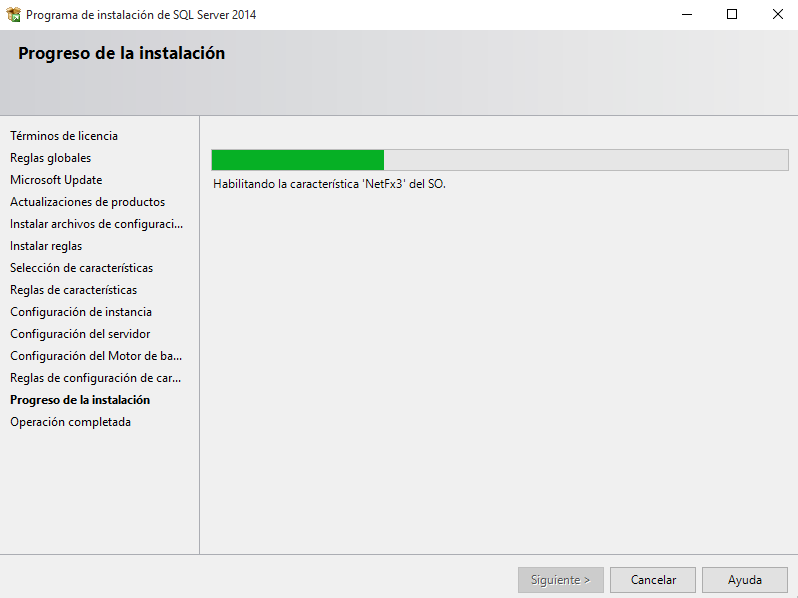 Programa de instalación de SQL Server 2014
Progreso de la instalación
Términos de licencia
Reglas globales
Microsoft Update
Actualizaciones de productos
Instalar archivos de configuraci...
Instalar reglas
Selección de características
Reglas de características
Configuración de instancia
Configuración del servidor
Configuración del Motor de ba...
Reglas de configuración de car...
Progreso de la instalación
Operación completada
Habilitando la característica 'NetFx3' del SO.
Siguiente >
Cancelar
Ayuda